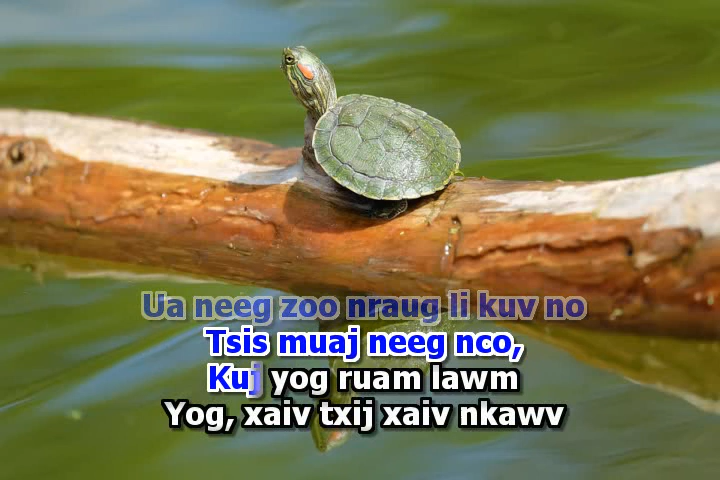 Ua neeg zoo nraug li kuv no
Tsis muaj neeg nco,
Kuj yog ruam lawm
Yog, xaiv txij xaiv nkawv